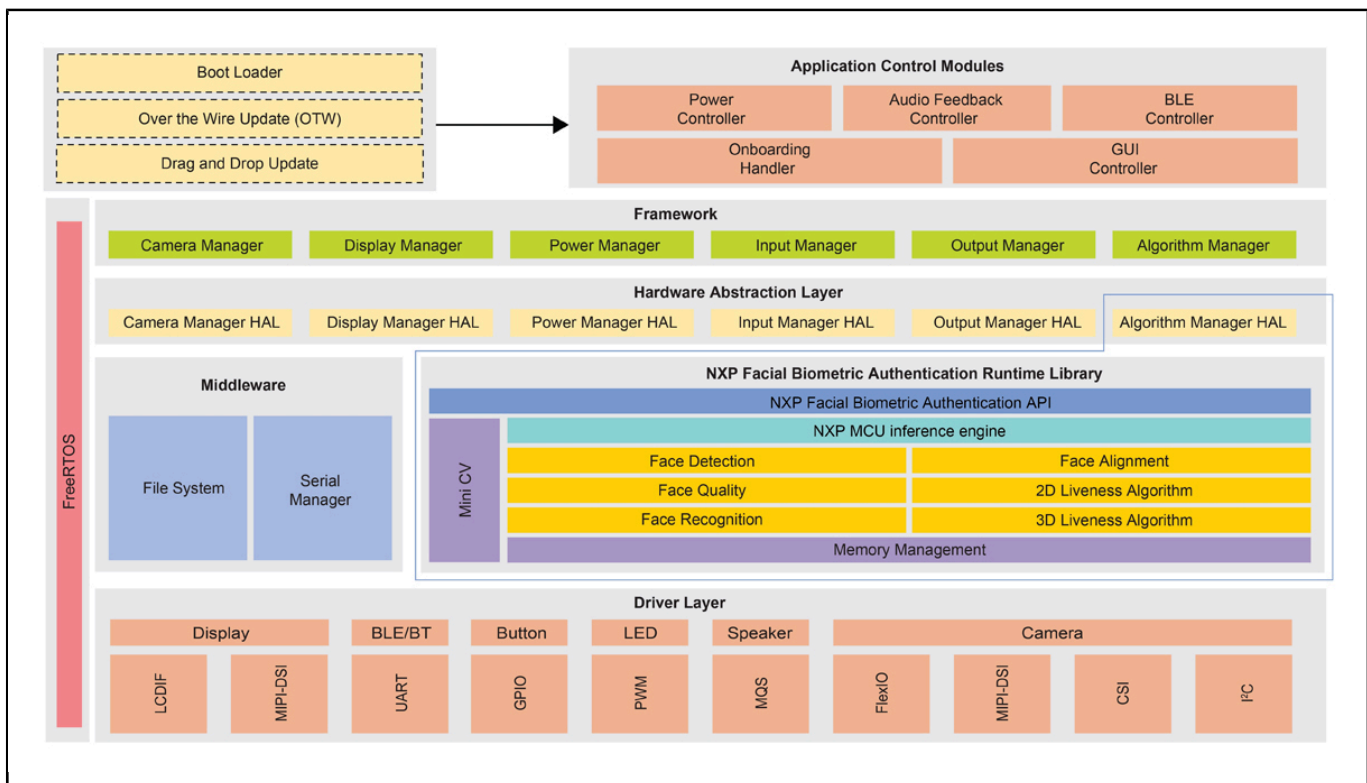 Boot Loader
Over the Wire Update (OTW)
Drag and Drop Update
Application Control Modules
Power
Controller
Audio Feedback
Controller
BLE
Controller
Onboarding
Handler
GUI
Controller
FreeRTOS
Framework
Camera Manager
Display Manager
Power Manager
Input Manager
Output Manager
Algorithm Manager
Hardware Abstraction Layer
Camera Manager HAL
Display Manager HAL
Power Manager HAL
Input Manager HAL
Output Manager HAL
Algorithm Manager HAL
Middleware
File System
Serial
Manager
NXP Facial Biometric Authentication Runtime Library
NXP Facial Biometric Authentication API
Mini CV
NXP MCU inference engine
Face Detection
Face Alignment
Face Quality
2D Liveness Algorithm
Face Recognition
3D Liveness Algorithm
Memory Management
Driver Layer
Display
BLE/BT
Button
LED
Speaker
Camera
LCDIF
MIPI-DSI
UART
GPIO
PWM
MQS
FlexIO
MIPI-DSI
CSI
I²C